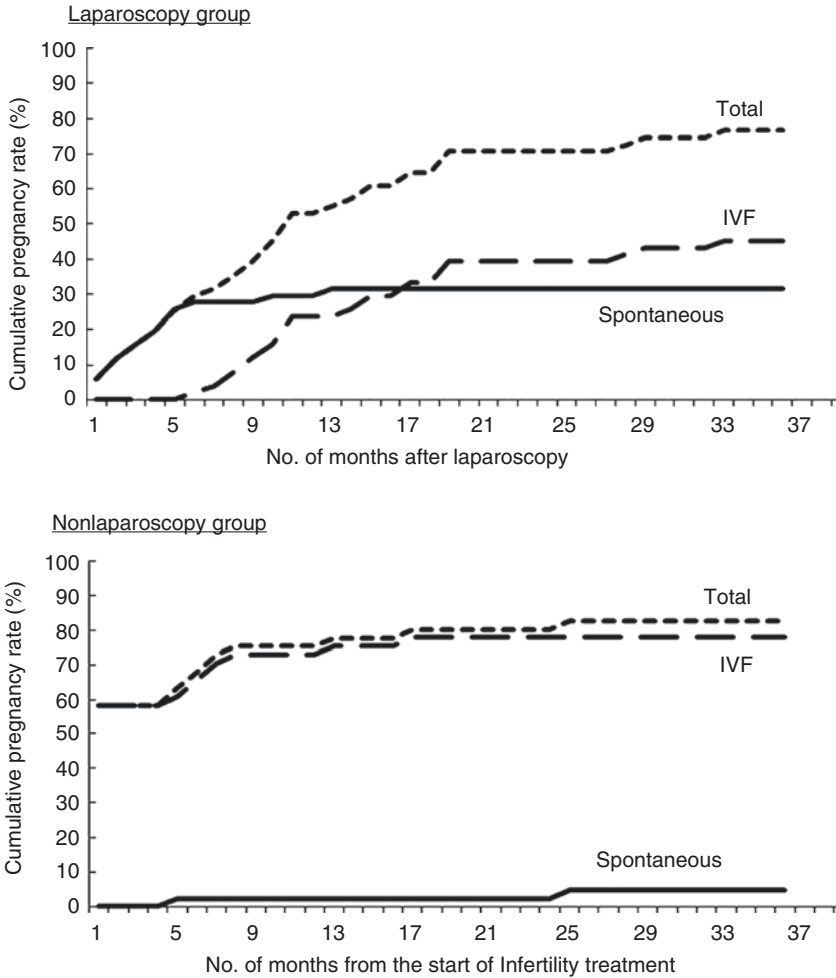 Laparoscopy group
Cumulative pregnancy rate (%)
100
90
80
70
60
50
40
30
20
10
0
Total
IVF
Spontaneous
1 5 9 13 17 21 25 29 33 37
No. of months after laparoscopy
Nonlaparoscopy group
Cumulative pregnancy rate (%)
100
90
80
70
60
50
40
30
20
10
0
Total
IVF
Spontaneous
1 5 9 13 17 21 25 29 33 37
No. of months from the start of Infertility treatment